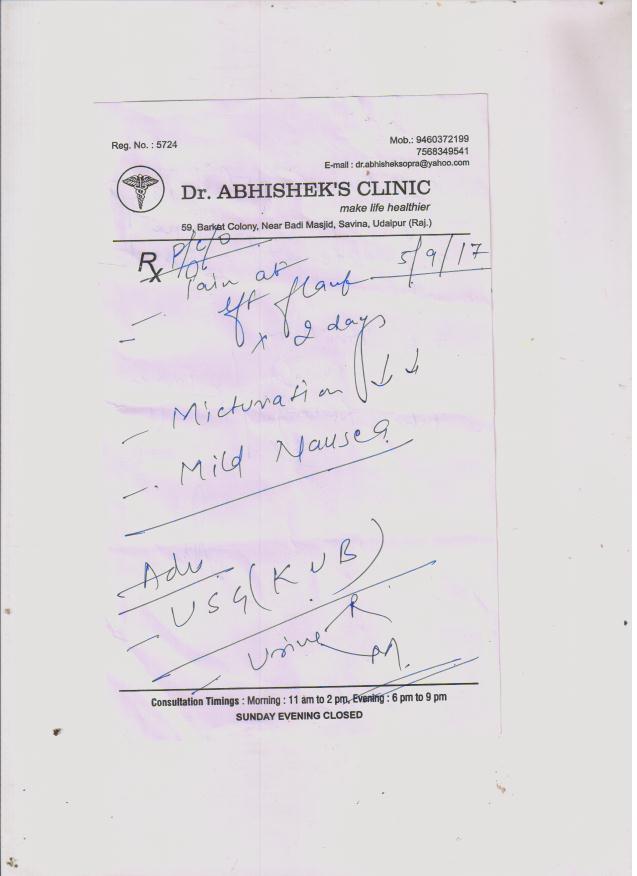 Reg. No. : 5724
Mob.: 9460372199
7568349541
E-mail : dr.abhisheksopra@yahoo.com
Dr. ABHISHEK'S CLINIC
make life healthier
59, Barkat Colony, Near Badi Masjid, Savina, Udaipur (Raj.)
Rx P/C/O
5/9/17
- Pain at
left flank
x 2 days
- Micturation ↓ ↓
- Mild Nausea
Adv
- USG (KUB)
- Urine R
M.
Consultation Timings : Morning : 11 am to 2 pm, Evening : 6 pm to 9 pm
SUNDAY EVENING CLOSED